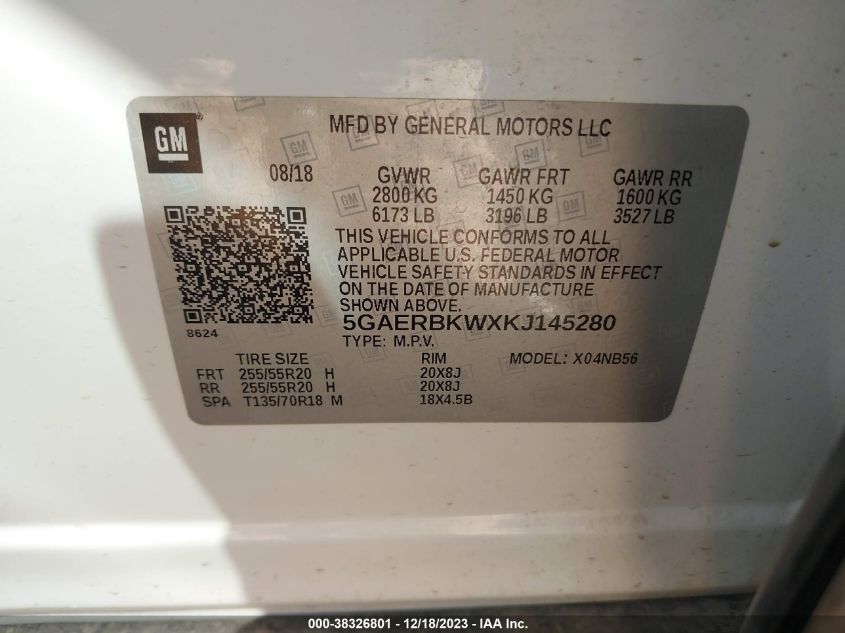 GM
MFD BY GENERAL MOTORS LLC
08/18 GVWR GAWR FRT GAWR RR
2800 KG 1450 KG 1600 KG
6173 LB 3196 LB 3527 LB
THIS VEHICLE CONFORMS TO ALL
APPLICABLE U.S. FEDERAL MOTOR
VEHICLE SAFETY STANDARDS IN EFFECT
ON THE DATE OF MANUFACTURE
SHOWN ABOVE.
5GAERBKWXKJ145280
8624
TYPE: M.P.V.
TIRE SIZE RIM MODEL: X04NB56
FRT 255/55R20 H 20X8J
RR 255/55R20 H 20X8J
SPA T135/70R18 M 18X4.5B
000-38326801 - 12/18/2023 - IAA Inc.